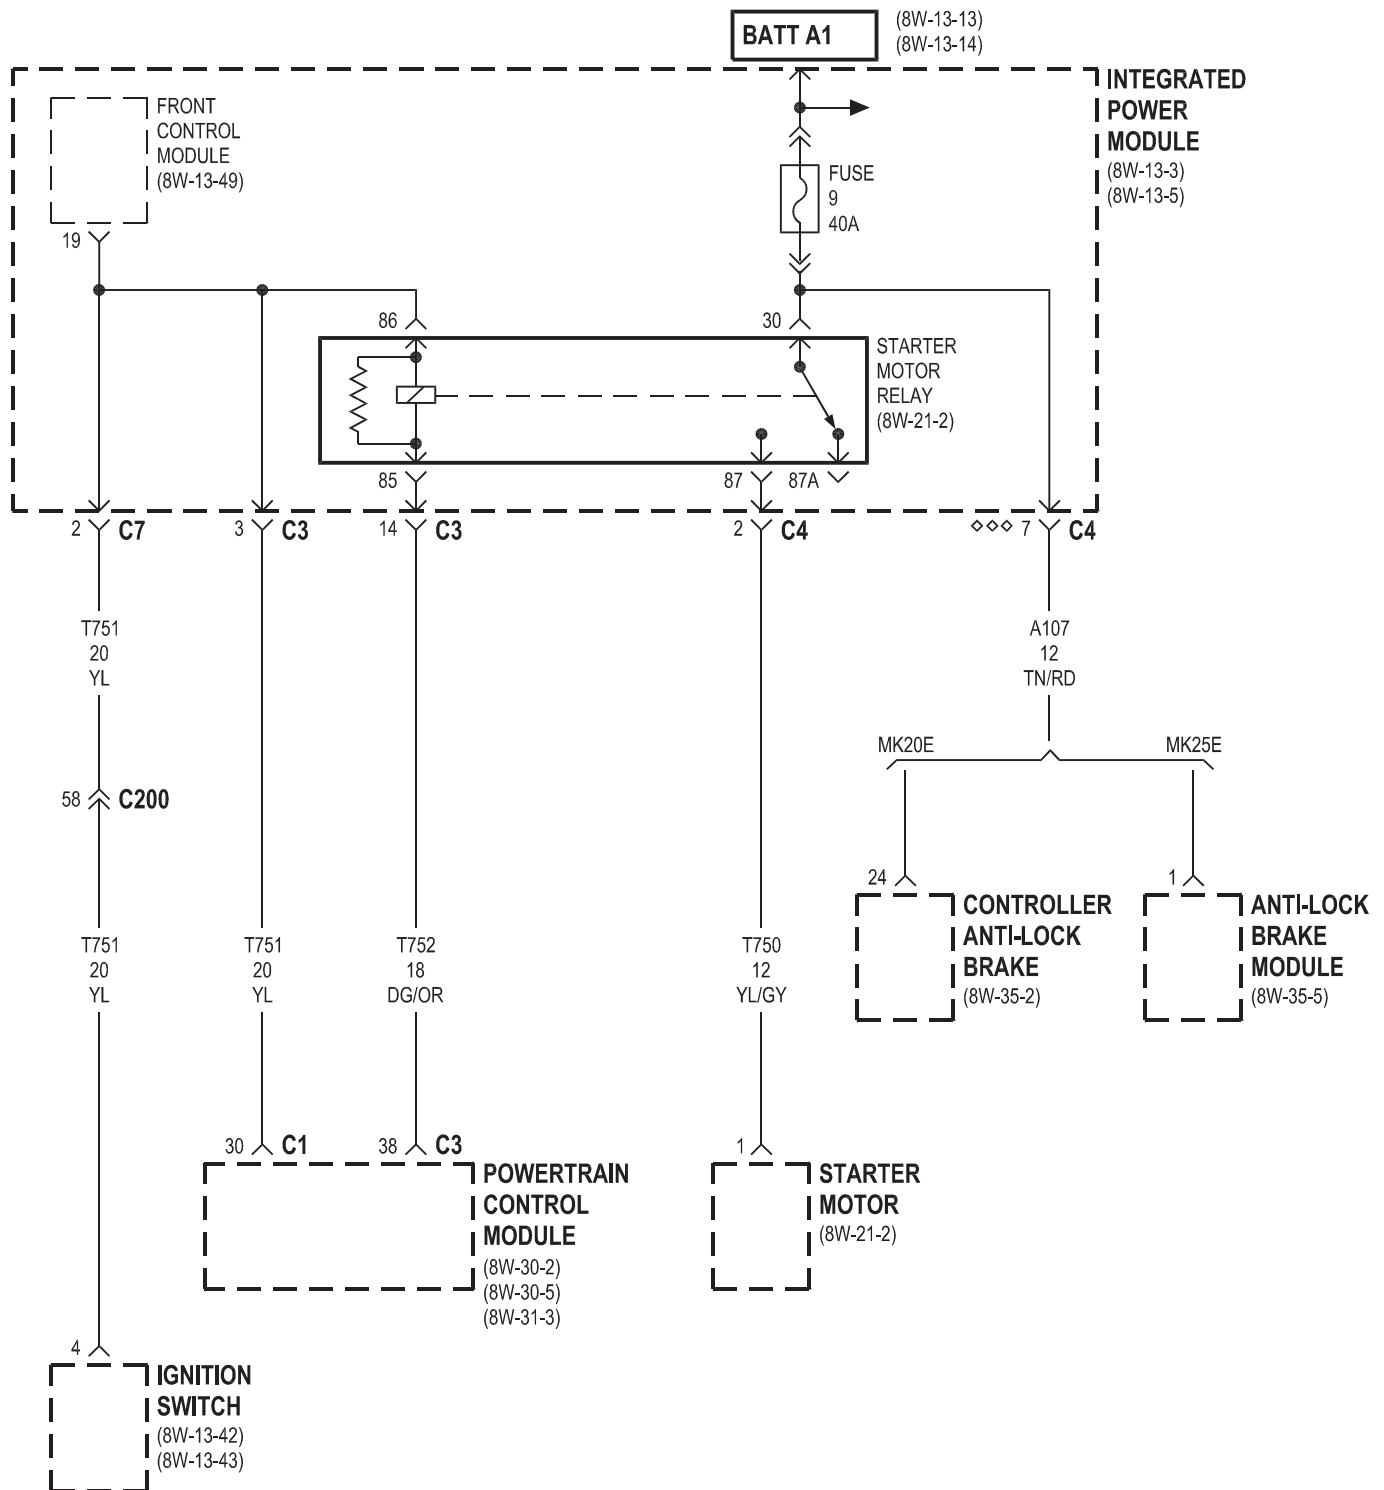 BATT A1
(8W-13-13)
(8W-13-14)
INTEGRATED
POWER
MODULE
(8W-13-3)
(8W-13-5)
FRONT
CONTROL
MODULE
(8W-13-49)
19
FUSE
9
40A
86
30
STARTER
MOTOR
RELAY
(8W-21-2)
85
87
87A
2 C7
3 C3
14 C3
2 C4
◇◇◇ 7 C4
T751
20
YL
A107
12
TN/RD
MK20E
MK25E
58 C200
24
CONTROLLER
ANTI-LOCK
BRAKE
(8W-35-2)
1
ANTI-LOCK
BRAKE
MODULE
(8W-35-5)
T751
20
YL
T751
20
YL
T752
18
DG/OR
T750
12
YL/GY
30 C1
38 C3
POWERTRAIN
CONTROL
MODULE
(8W-30-2)
(8W-30-5)
(8W-31-3)
1
STARTER
MOTOR
(8W-21-2)
4
IGNITION
SWITCH
(8W-13-42)
(8W-13-43)